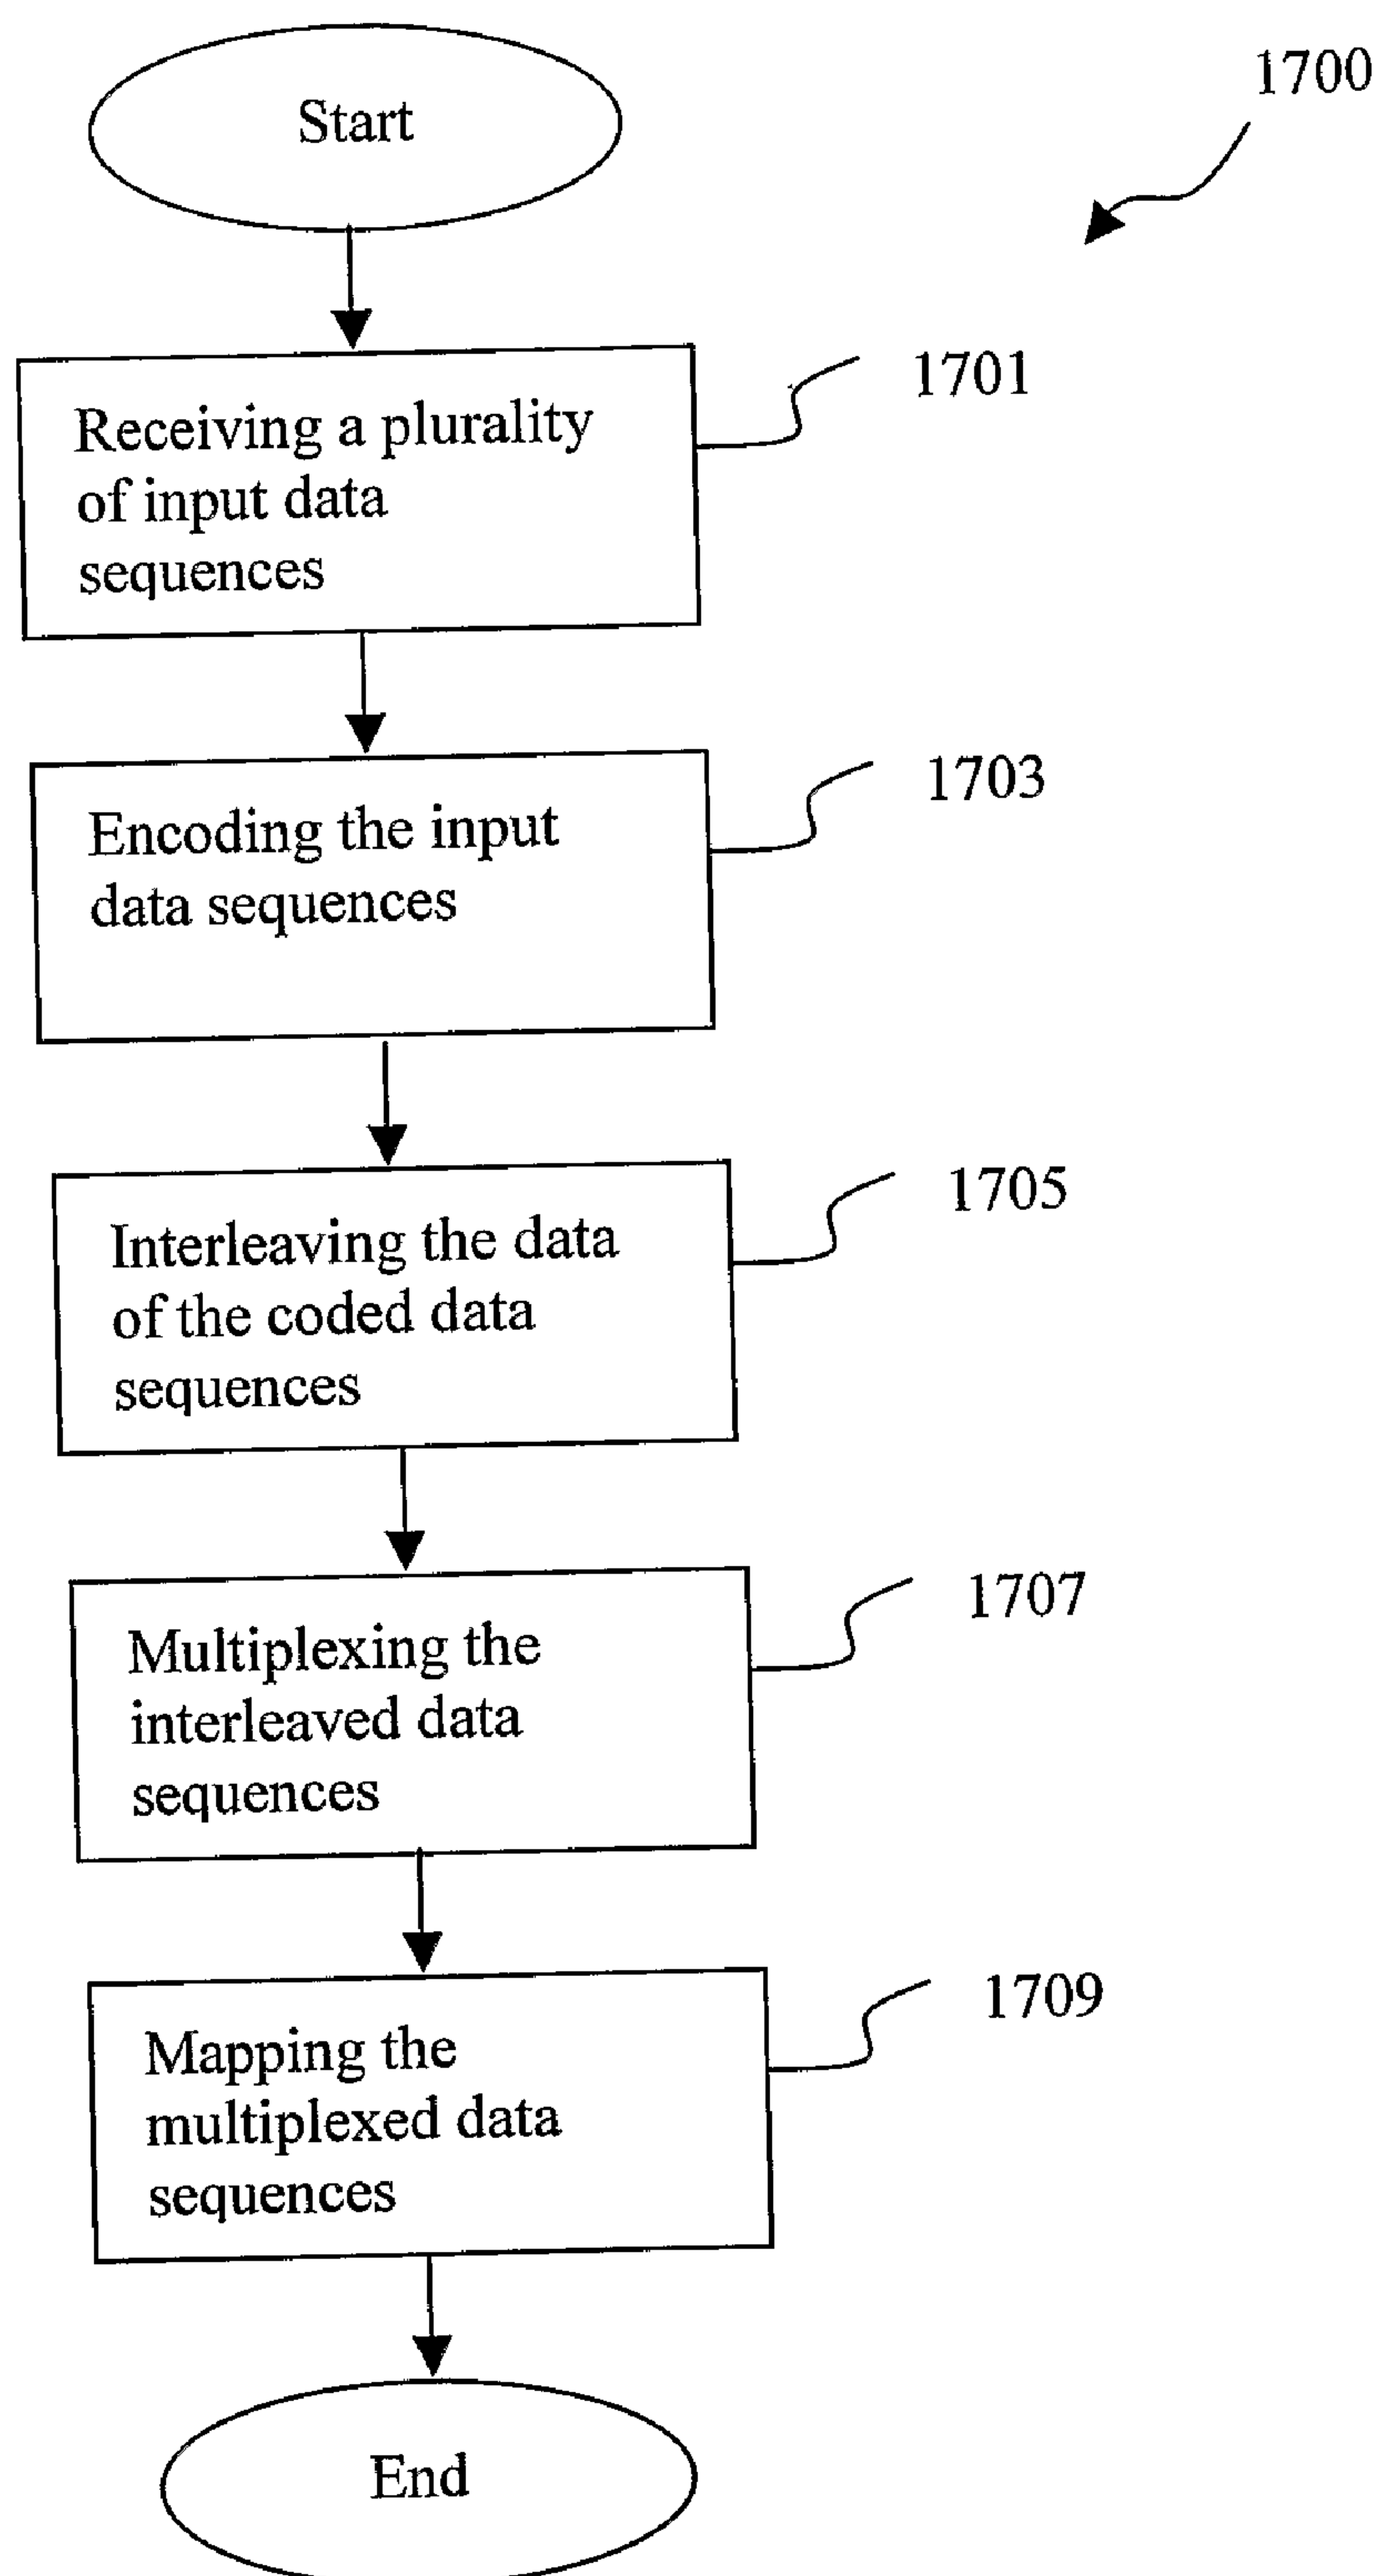 Start
1700
Receiving a plurality
of input data
sequences
1701
Encoding the input
data sequences
1703
Interleaving the data
of the coded data
sequences
1705
Multiplexing the
interleaved data
sequences
1707
Mapping the
multiplexed data
sequences
1709
End